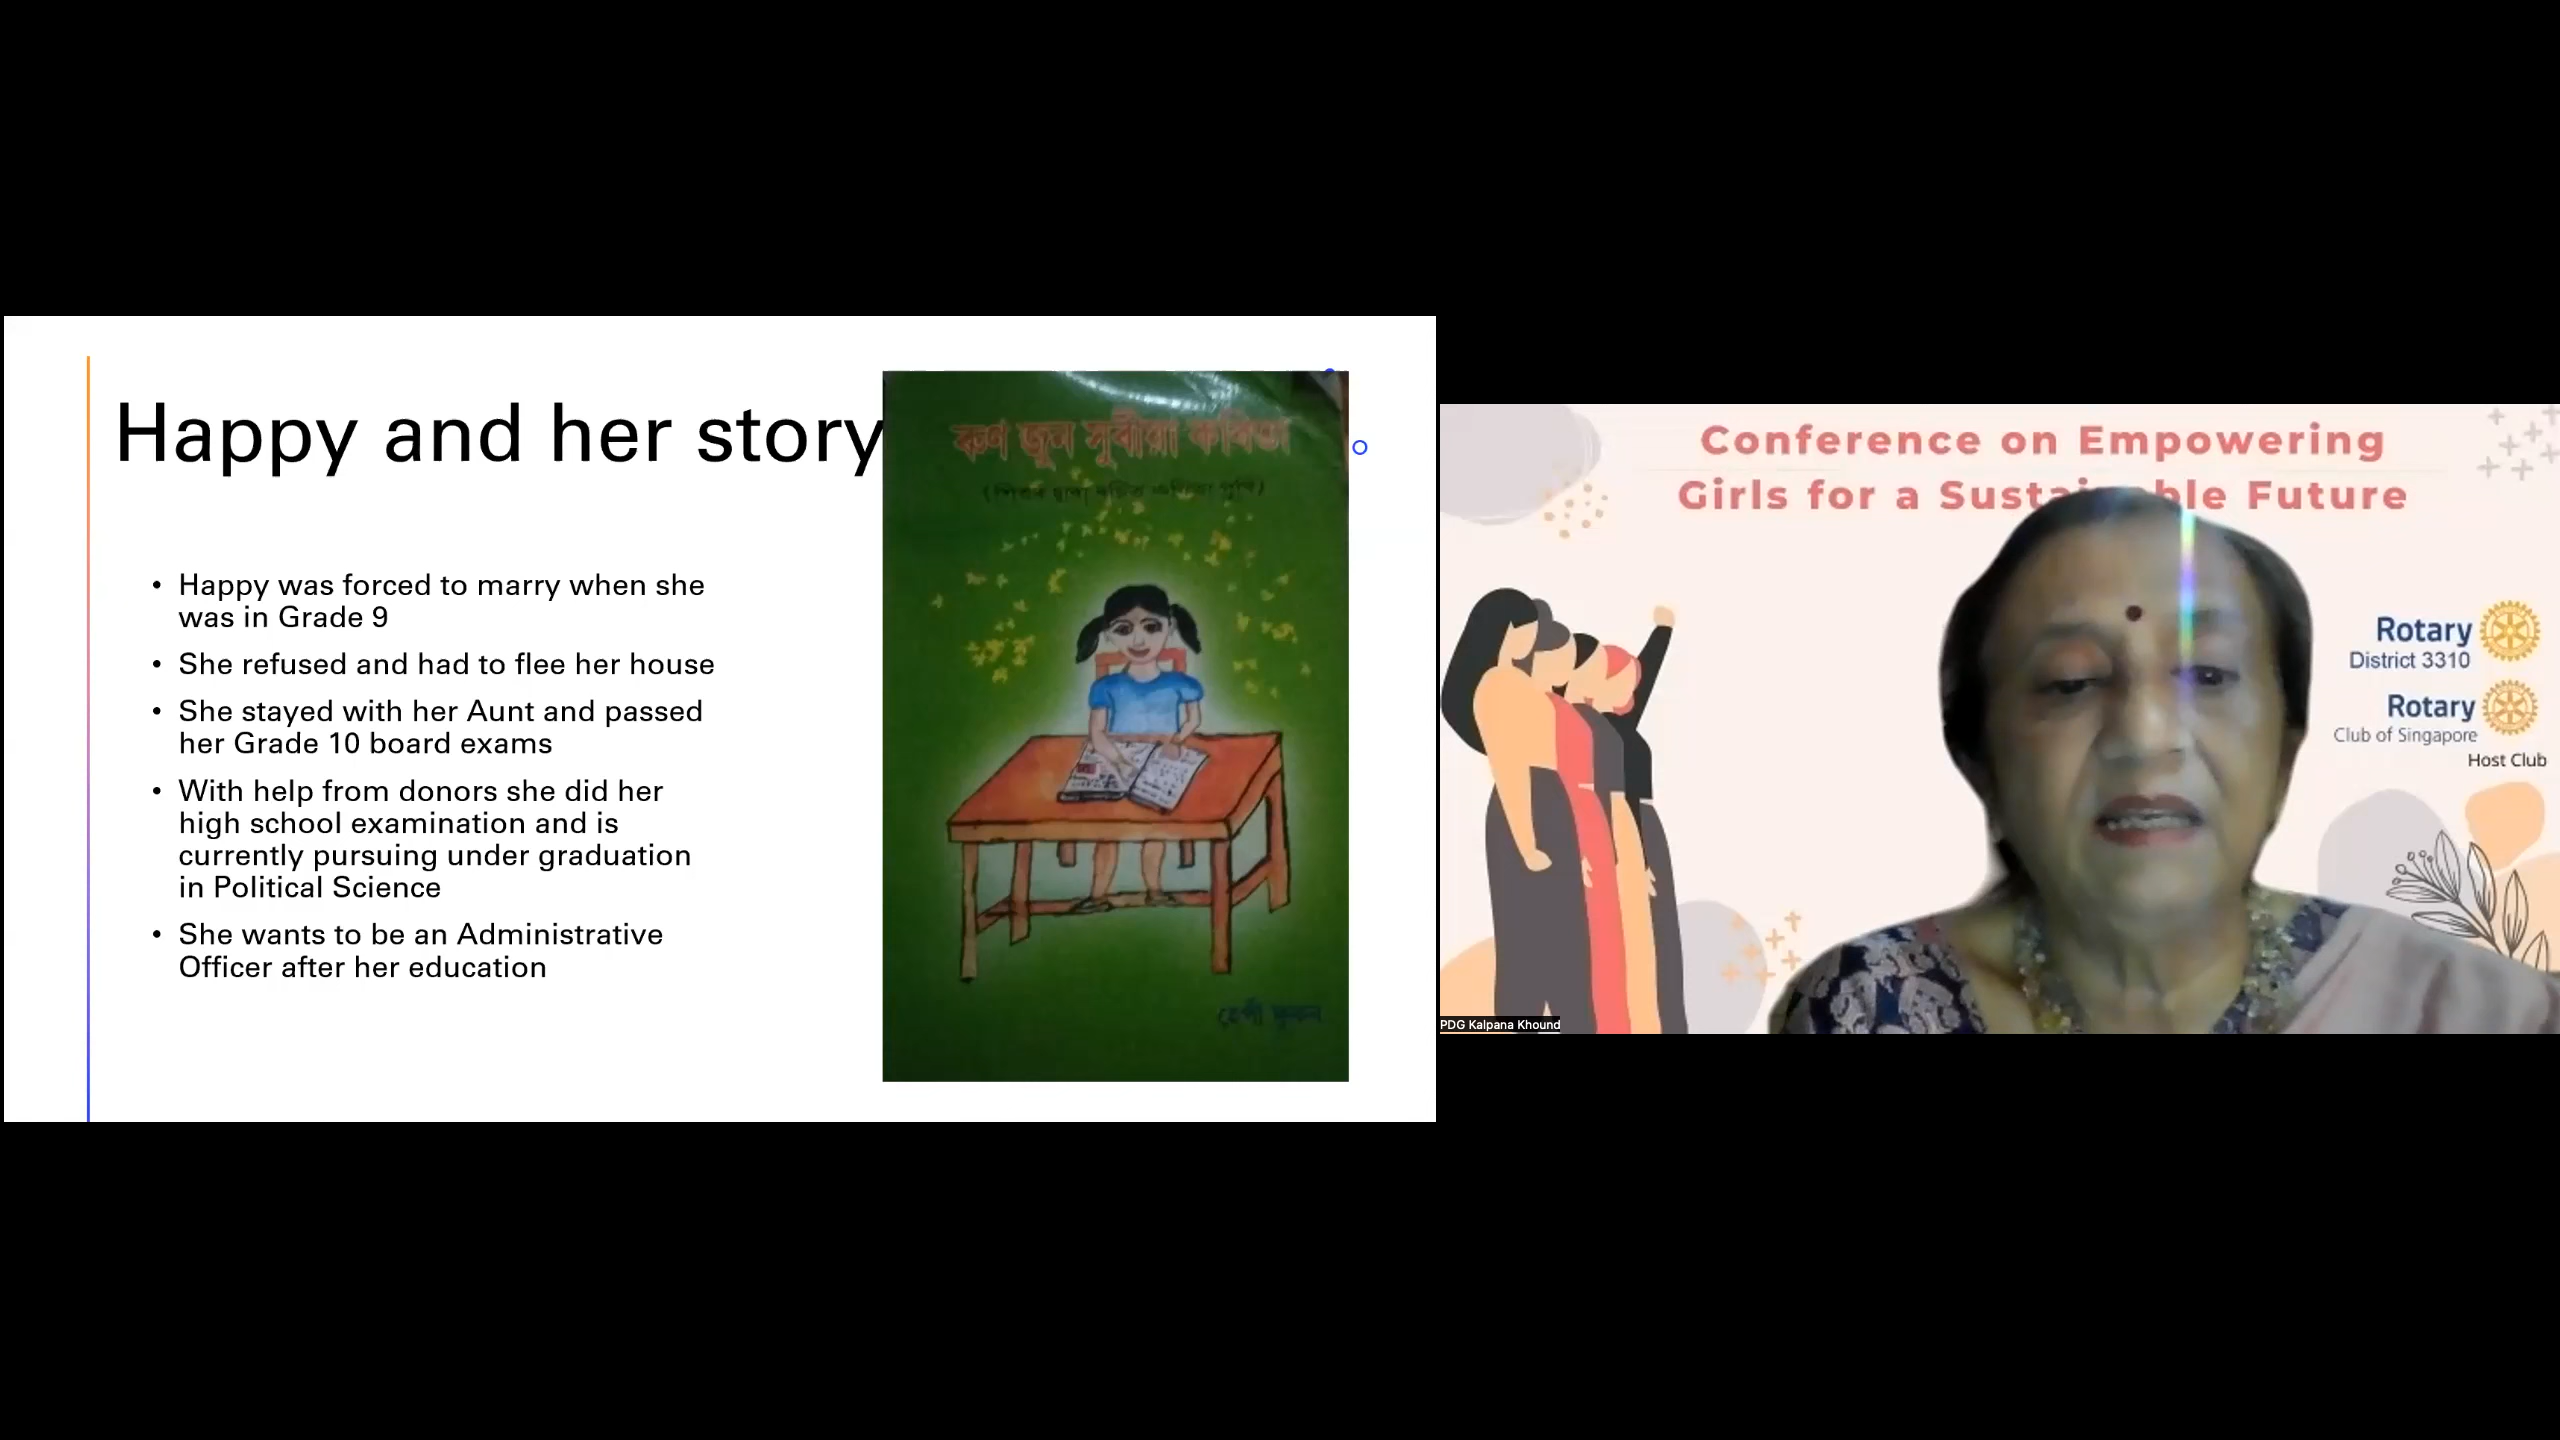 Happy and her story
• Happy was forced to marry when she
was in Grade 9
• She refused and had to flee her house
• She stayed with her Aunt and passed
her Grade 10 board exams
• With help from donors she did her
high school examination and is
currently pursuing under graduation
in Political Science
• She wants to be an Administrative
Officer after her education
জুন কবিতা
Conference on Empowering
Girls for a Future
Rotary
District 3310
Rotary
Club of Singapore
Host Club
PDG Kalpana Khound